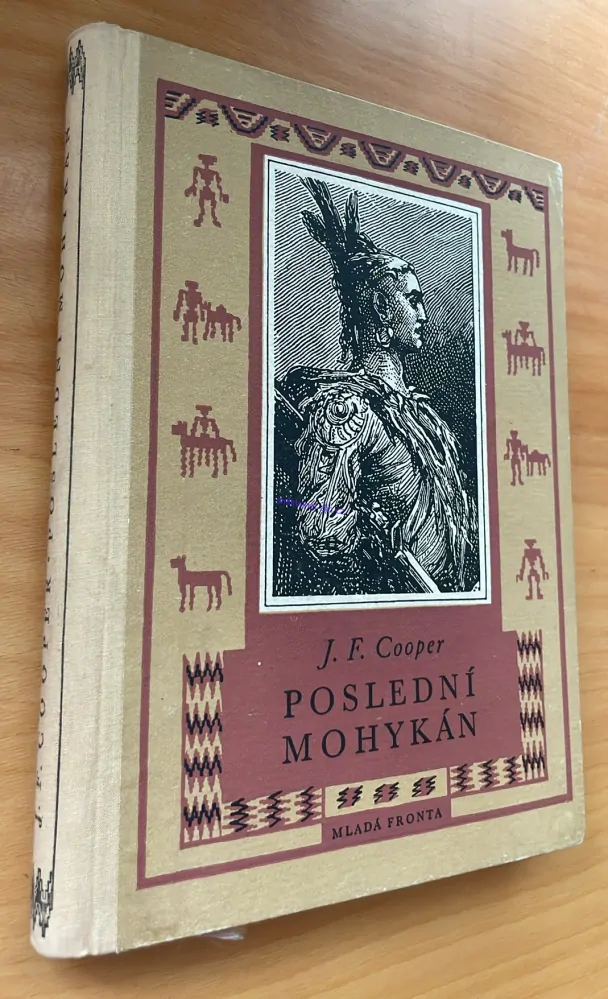 J. F. Cooper
POSLEDNÍ
MOHYKÁN
MLADÁ FRONTA
J. F. COOPER POSLEDNÍ MOHYKÁN